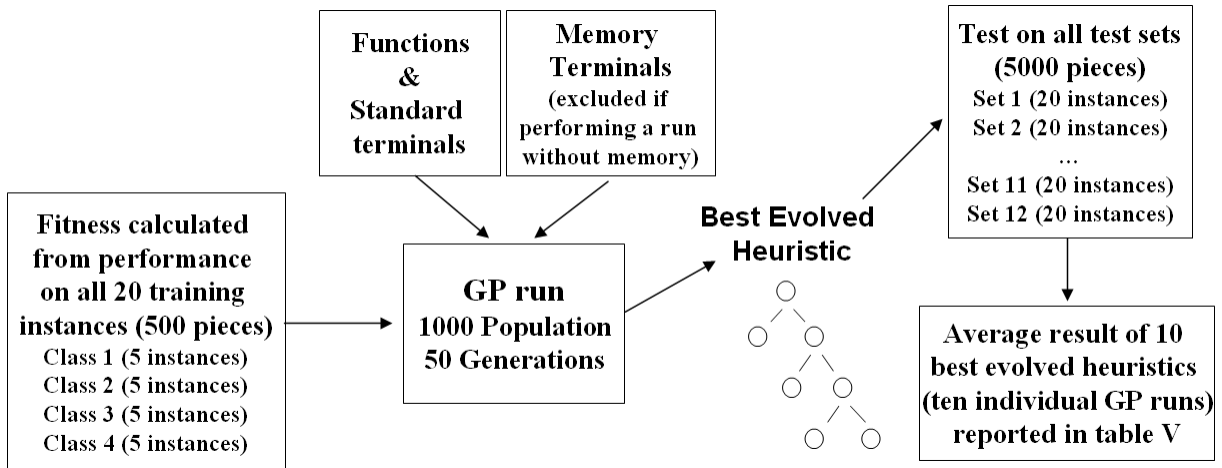 Fitness calculated
from performance
on all 20 training
instances (500 pieces)
Class 1 (5 instances)
Class 2 (5 instances)
Class 3 (5 instances)
Class 4 (5 instances)
Functions
&
Standard
terminals
Memory
Terminals
(excluded if
performing a run
without memory)
GP run
1000 Population
50 Generations
Best Evolved
Heuristic
Test on all test sets
(5000 pieces)
Set 1 (20 instances)
Set 2 (20 instances)
...
Set 11 (20 instances)
Set 12 (20 instances)
Average result of 10
best evolved heuristics
(ten individual GP runs)
reported in table V